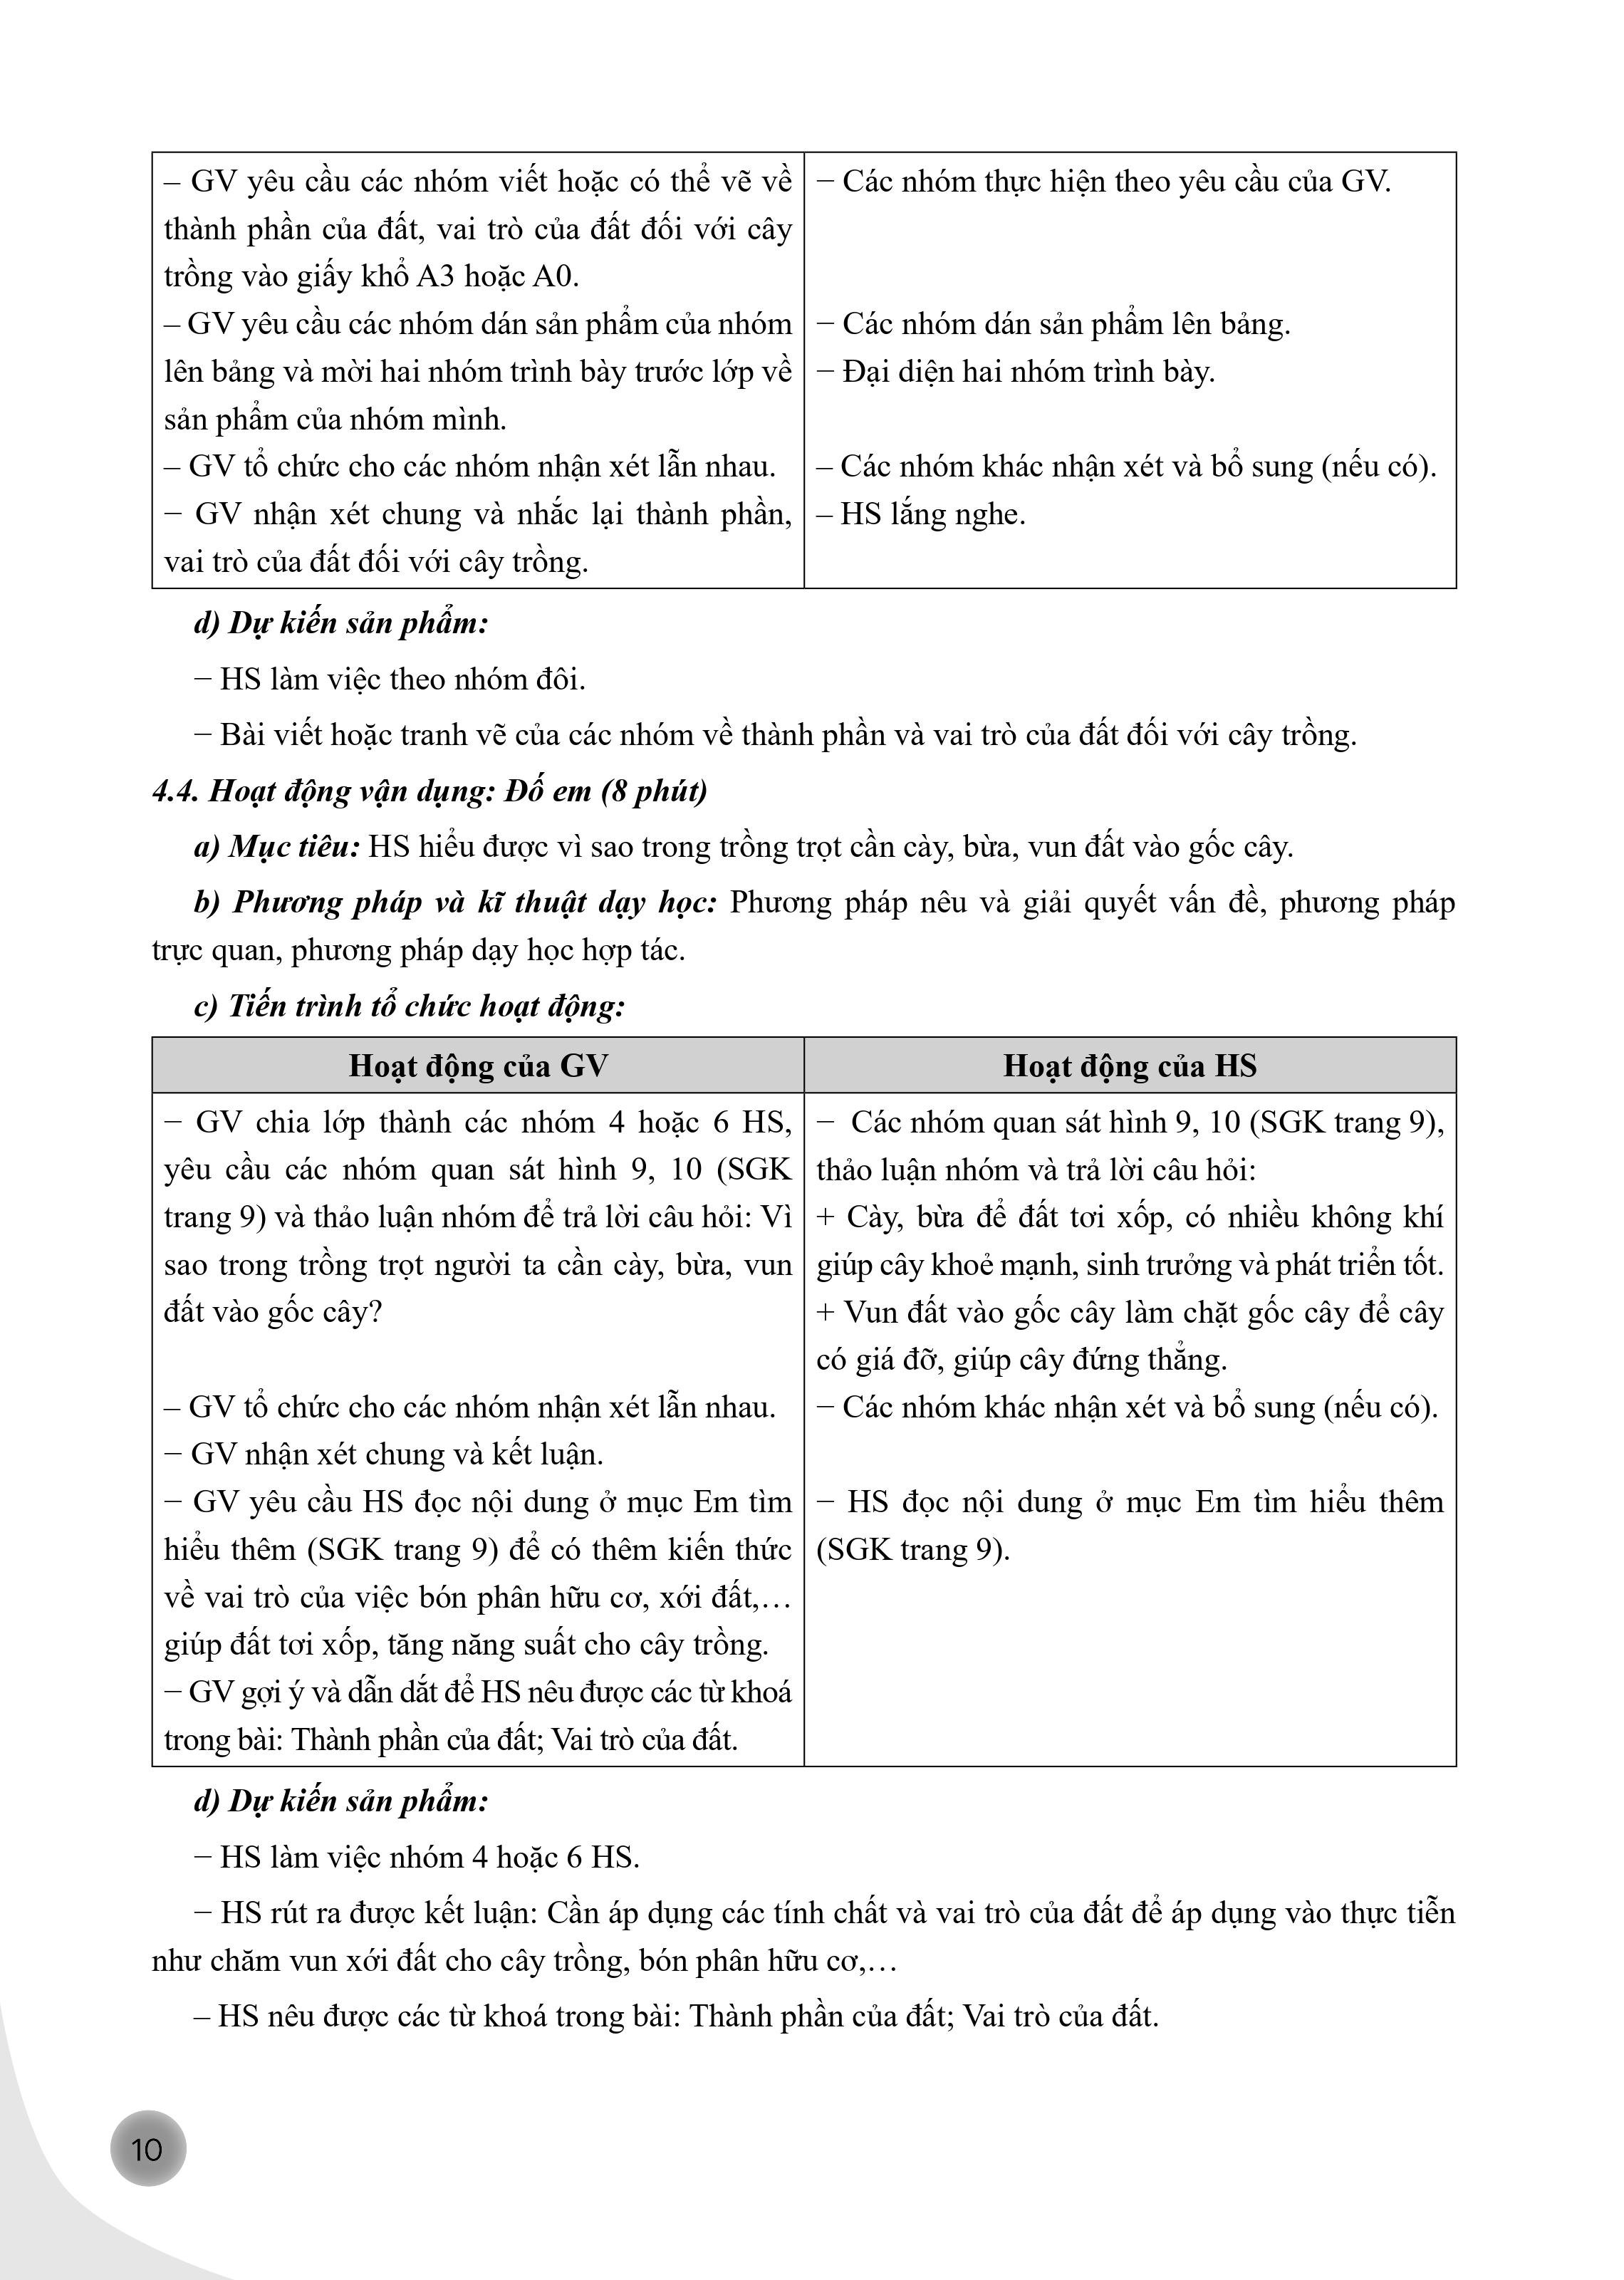 – GV yêu cầu các nhóm viết hoặc có thể vẽ về
thành phần của đất, vai trò của đất đối với cây
trồng vào giấy khổ A3 hoặc A0.
– GV yêu cầu các nhóm dán sản phẩm của nhóm
lên bảng và mời hai nhóm trình bày trước lớp về
sản phẩm của nhóm mình.
– GV tổ chức cho các nhóm nhận xét lẫn nhau.
− GV nhận xét chung và nhắc lại thành phần,
vai trò của đất đối với cây trồng.
− Các nhóm thực hiện theo yêu cầu của GV.
− Các nhóm dán sản phẩm lên bảng.
− Đại diện hai nhóm trình bày.
– Các nhóm khác nhận xét và bổ sung (nếu có).
– HS lắng nghe.
d) Dự kiến sản phẩm:
− HS làm việc theo nhóm đôi.
− Bài viết hoặc tranh vẽ của các nhóm về thành phần và vai trò của đất đối với cây trồng.
4.4. Hoạt động vận dụng: Đố em (8 phút)
a) Mục tiêu: HS hiểu được vì sao trong trồng trọt cần cày, bừa, vun đất vào gốc cây.
b) Phương pháp và kĩ thuật dạy học: Phương pháp nêu và giải quyết vấn đề, phương pháp
trực quan, phương pháp dạy học hợp tác.
c) Tiến trình tổ chức hoạt động:
Hoạt động của GV
Hoạt động của HS
− GV chia lớp thành các nhóm 4 hoặc 6 HS,
yêu cầu các nhóm quan sát hình 9, 10 (SGK
trang 9) và thảo luận nhóm để trả lời câu hỏi: Vì
sao trong trồng trọt người ta cần cày, bừa, vun
đất vào gốc cây?
– GV tổ chức cho các nhóm nhận xét lẫn nhau.
− GV nhận xét chung và kết luận.
− GV yêu cầu HS đọc nội dung ở mục Em tìm
hiểu thêm (SGK trang 9) để có thêm kiến thức
về vai trò của việc bón phân hữu cơ, xới đất,…
giúp đất tơi xốp, tăng năng suất cho cây trồng.
− GV gợi ý và dẫn dắt để HS nêu được các từ khoá
trong bài: Thành phần của đất; Vai trò của đất.
− Các nhóm quan sát hình 9, 10 (SGK trang 9),
thảo luận nhóm và trả lời câu hỏi:
+ Cày, bừa để đất tơi xốp, có nhiều không khí
giúp cây khoẻ mạnh, sinh trưởng và phát triển tốt.
+ Vun đất vào gốc cây làm chặt gốc cây để cây
có giá đỡ, giúp cây đứng thẳng.
− Các nhóm khác nhận xét và bổ sung (nếu có).
− HS đọc nội dung ở mục Em tìm hiểu thêm
(SGK trang 9).
d) Dự kiến sản phẩm:
− HS làm việc nhóm 4 hoặc 6 HS.
− HS rút ra được kết luận: Cần áp dụng các tính chất và vai trò của đất để áp dụng vào thực tiễn
như chăm vun xới đất cho cây trồng, bón phân hữu cơ,…
– HS nêu được các từ khoá trong bài: Thành phần của đất; Vai trò của đất.
10